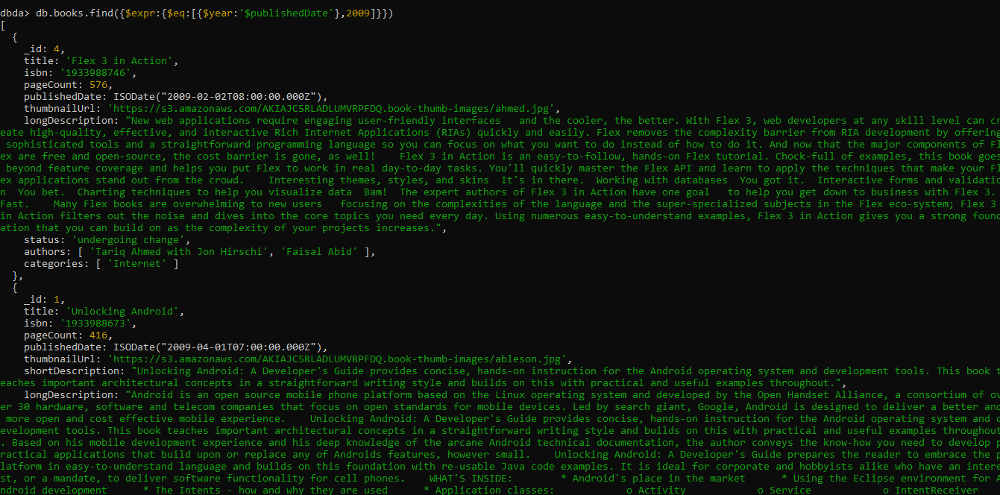 dbda> db.books.find({$expr:{$eq:[{$year:'$publishedDate'},2009]}})
[
  {
    _id: 4,
    title: 'Flex 3 in Action',
    isbn: '1933988746',
    pageCount: 576,
    publishedDate: ISODate("2009-02-02T08:00:00.000Z"),
    thumbnailUrl: 'https://s3.amazonaws.com/AKIAJC5RLADLUMVRPFDQ.book-thumb-images/ahmed.jpg',
    longDescription: "New web applications require engaging user-friendly interfaces   and the cooler, the better. With Flex 3, web developers at any skill level can cr
eate high-quality, effective, and interactive Rich Internet Applications (RIAs) quickly and easily. Flex removes the complexity barrier from RIA development by offering
 sophisticated tools and a straightforward programming language so you can focus on what you want to do instead of how to do it. And now that the major components of Fl
ex are free and open-source, the cost barrier is gone, as well!    Flex 3 in Action is an easy-to-follow, hands-on Flex tutorial. Chock-full of examples, this book goes
 beyond feature coverage and helps you put Flex to work in real day-to-day tasks. You'll quickly master the Flex API and learn to apply the techniques that make your Fl
ex applications stand out from the crowd.    Interesting themes, styles, and skins  It's in there.  Working with databases  You got it.  Interactive forms and validatio
n  You bet.  Charting techniques to help you visualize data  Bam!  The expert authors of Flex 3 in Action have one goal   to help you get down to business with Flex 3.
Fast.    Many Flex books are overwhelming to new users   focusing on the complexities of the language and the super-specialized subjects in the Flex eco-system; Flex 3
in Action filters out the noise and dives into the core topics you need every day. Using numerous easy-to-understand examples, Flex 3 in Action gives you a strong found
ation that you can build on as the complexity of your projects increases.",
    status: 'undergoing change',
    authors: [ 'Tariq Ahmed with Jon Hirschi', 'Faisal Abid' ],
    categories: [ 'Internet' ]
  },
  {
    _id: 1,
    title: 'Unlocking Android',
    isbn: '1933988673',
    pageCount: 416,
    publishedDate: ISODate("2009-04-01T07:00:00.000Z"),
    thumbnailUrl: 'https://s3.amazonaws.com/AKIAJC5RLADLUMVRPFDQ.book-thumb-images/ableson.jpg',
    shortDescription: "Unlocking Android: A Developer's Guide provides concise, hands-on instruction for the Android operating system and development tools. This book t
eaches important architectural concepts in a straightforward writing style and builds on this with practical and useful examples throughout.",
    longDescription: "Android is an open source mobile phone platform based on the Linux operating system and developed by the Open Handset Alliance, a consortium of ov
er 30 hardware, software and telecom companies that focus on open standards for mobile devices. Led by search giant, Google, Android is designed to deliver a better and
 more open and cost effective mobile experience.    Unlocking Android: A Developer's Guide provides concise, hands-on instruction for the Android operating system and d
evelopment tools. This book teaches important architectural concepts in a straightforward writing style and builds on this with practical and useful examples throughout
. Based on his mobile development experience and his deep knowledge of the arcane Android technical documentation, the author conveys the know-how you need to develop p
ractical applications that build upon or replace any of Androids features, however small.    Unlocking Android: A Developer's Guide prepares the reader to embrace the p
latform in easy-to-understand language and builds on this foundation with re-usable Java code examples. It is ideal for corporate and hobbyists alike who have an intere
st, or a mandate, to deliver software functionality for cell phones.    WHAT'S INSIDE:        * Android's place in the market      * Using the Eclipse environment for A
ndroid development      * The Intents - how and why they are used      * Application classes:            o Activity            o Service            o IntentReceiver